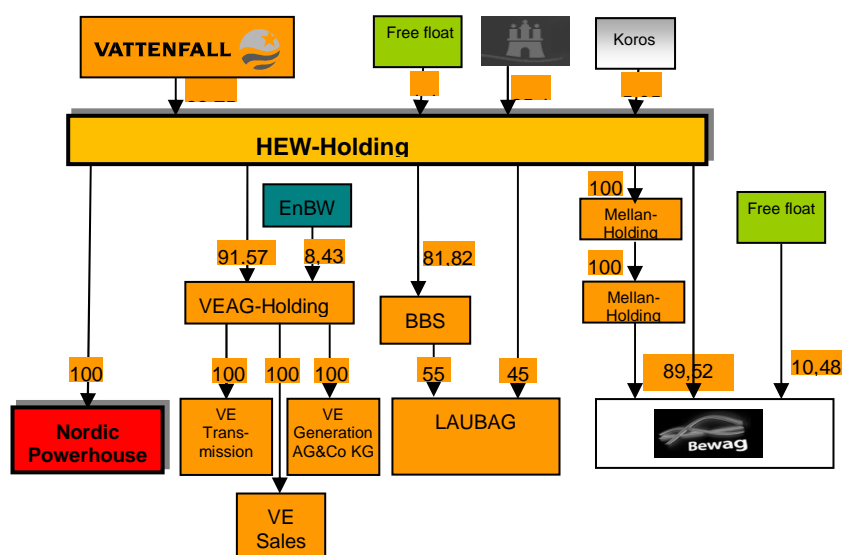 VATTENFALL
Free float
Koros
HEW-Holding
EnBW
100
Mellan-
Holding
Free float
91.57
8,43
81,82
100
VEAG-Holding
BBS
Mellan-
Holding
100
100
100
100
55
45
89,52
10,48
Nordic
Powerhouse
VE
Trans-
mission
VE
Generation
AG&Co KG
LAUBAG
Bewag
VE
Sales